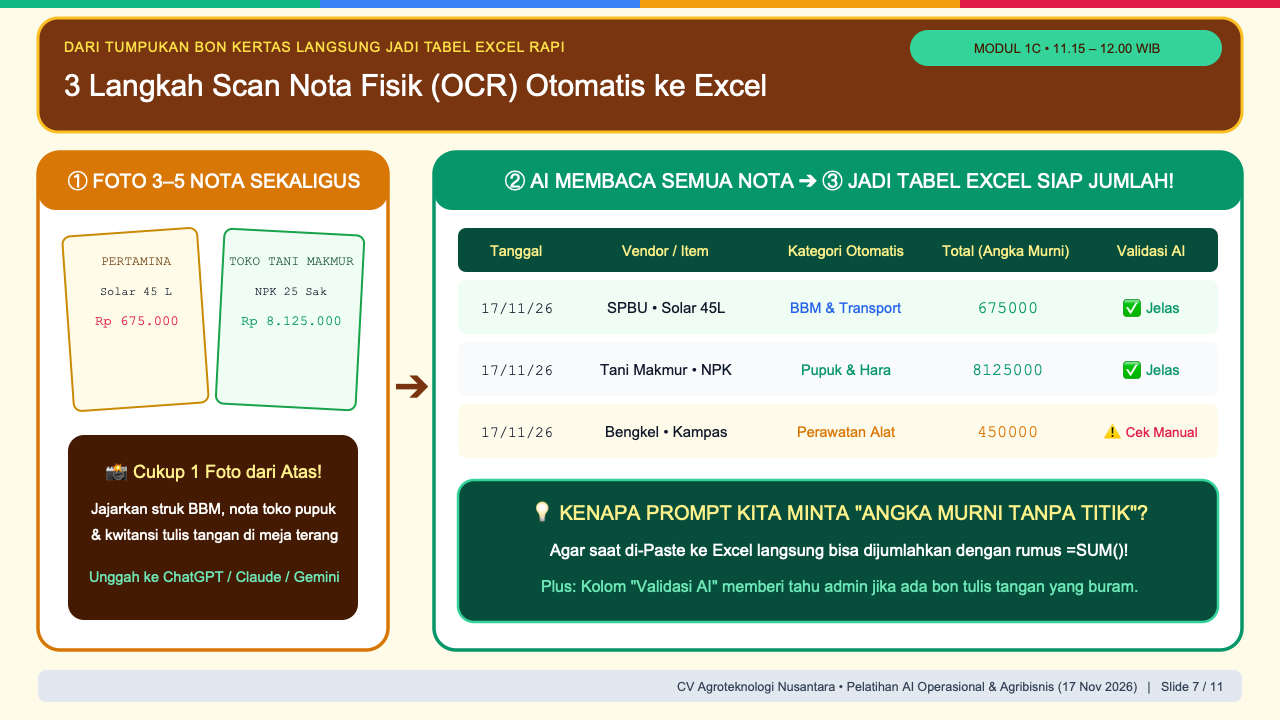 DARI TUMPUKAN BON KERTAS LANGSUNG JADI TABEL EXCEL RAPI
3 Langkah Scan Nota Fisik (OCR) Otomatis ke Excel
MODUL 1C • 11.15 – 12.00 WIB
① FOTO 3–5 NOTA SEKALIGUS
PERTAMINA
Solar 45 L
Rp 675.000
TOKO TANI MAKMUR
NPK 25 Sak
Rp 8.125.000
📸 Cukup 1 Foto dari Atas!
Jajarkan struk BBM, nota toko pupuk
& kwitansi tulis tangan di meja terang
Unggah ke ChatGPT / Claude / Gemini
➔
② AI MEMBACA SEMUA NOTA ➔ ③ JADI TABEL EXCEL SIAP JUMLAH!
Tanggal Vendor / Item Kategori Otomatis Total (Angka Murni) Validasi AI
17/11/26 SPBU • Solar 45L BBM & Transport 675000 ✅ Jelas
17/11/26 Tani Makmur • NPK Pupuk & Hara 8125000 ✅ Jelas
17/11/26 Bengkel • Kampas Perawatan Alat 450000 ⚠️ Cek Manual
💡 KENAPA PROMPT KITA MINTA "ANGKA MURNI TANPA TITIK"?
Agar saat di-Paste ke Excel langsung bisa dijumlahkan dengan rumus =SUM()!
Plus: Kolom "Validasi AI" memberi tahu admin jika ada bon tulis tangan yang buram.
CV Agroteknologi Nusantara • Pelatihan AI Operasional & Agribisnis (17 Nov 2026) | Slide 7 / 11